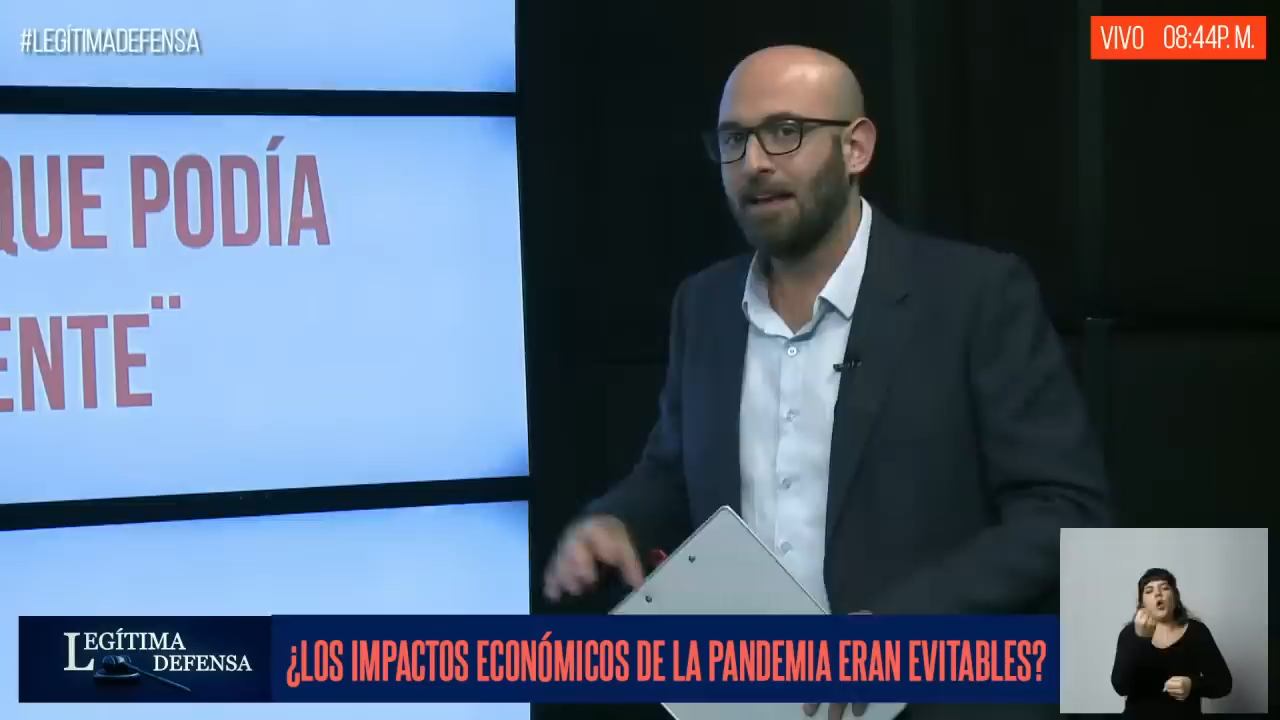 #LEGÍTIMADEFENSA
VIVO 08:44P. M.
QUE PODÍA
ENTE¨
LEGÍTIMA
DEFENSA
¿LOS IMPACTOS ECONÓMICOS DE LA PANDEMIA ERAN EVITABLES?